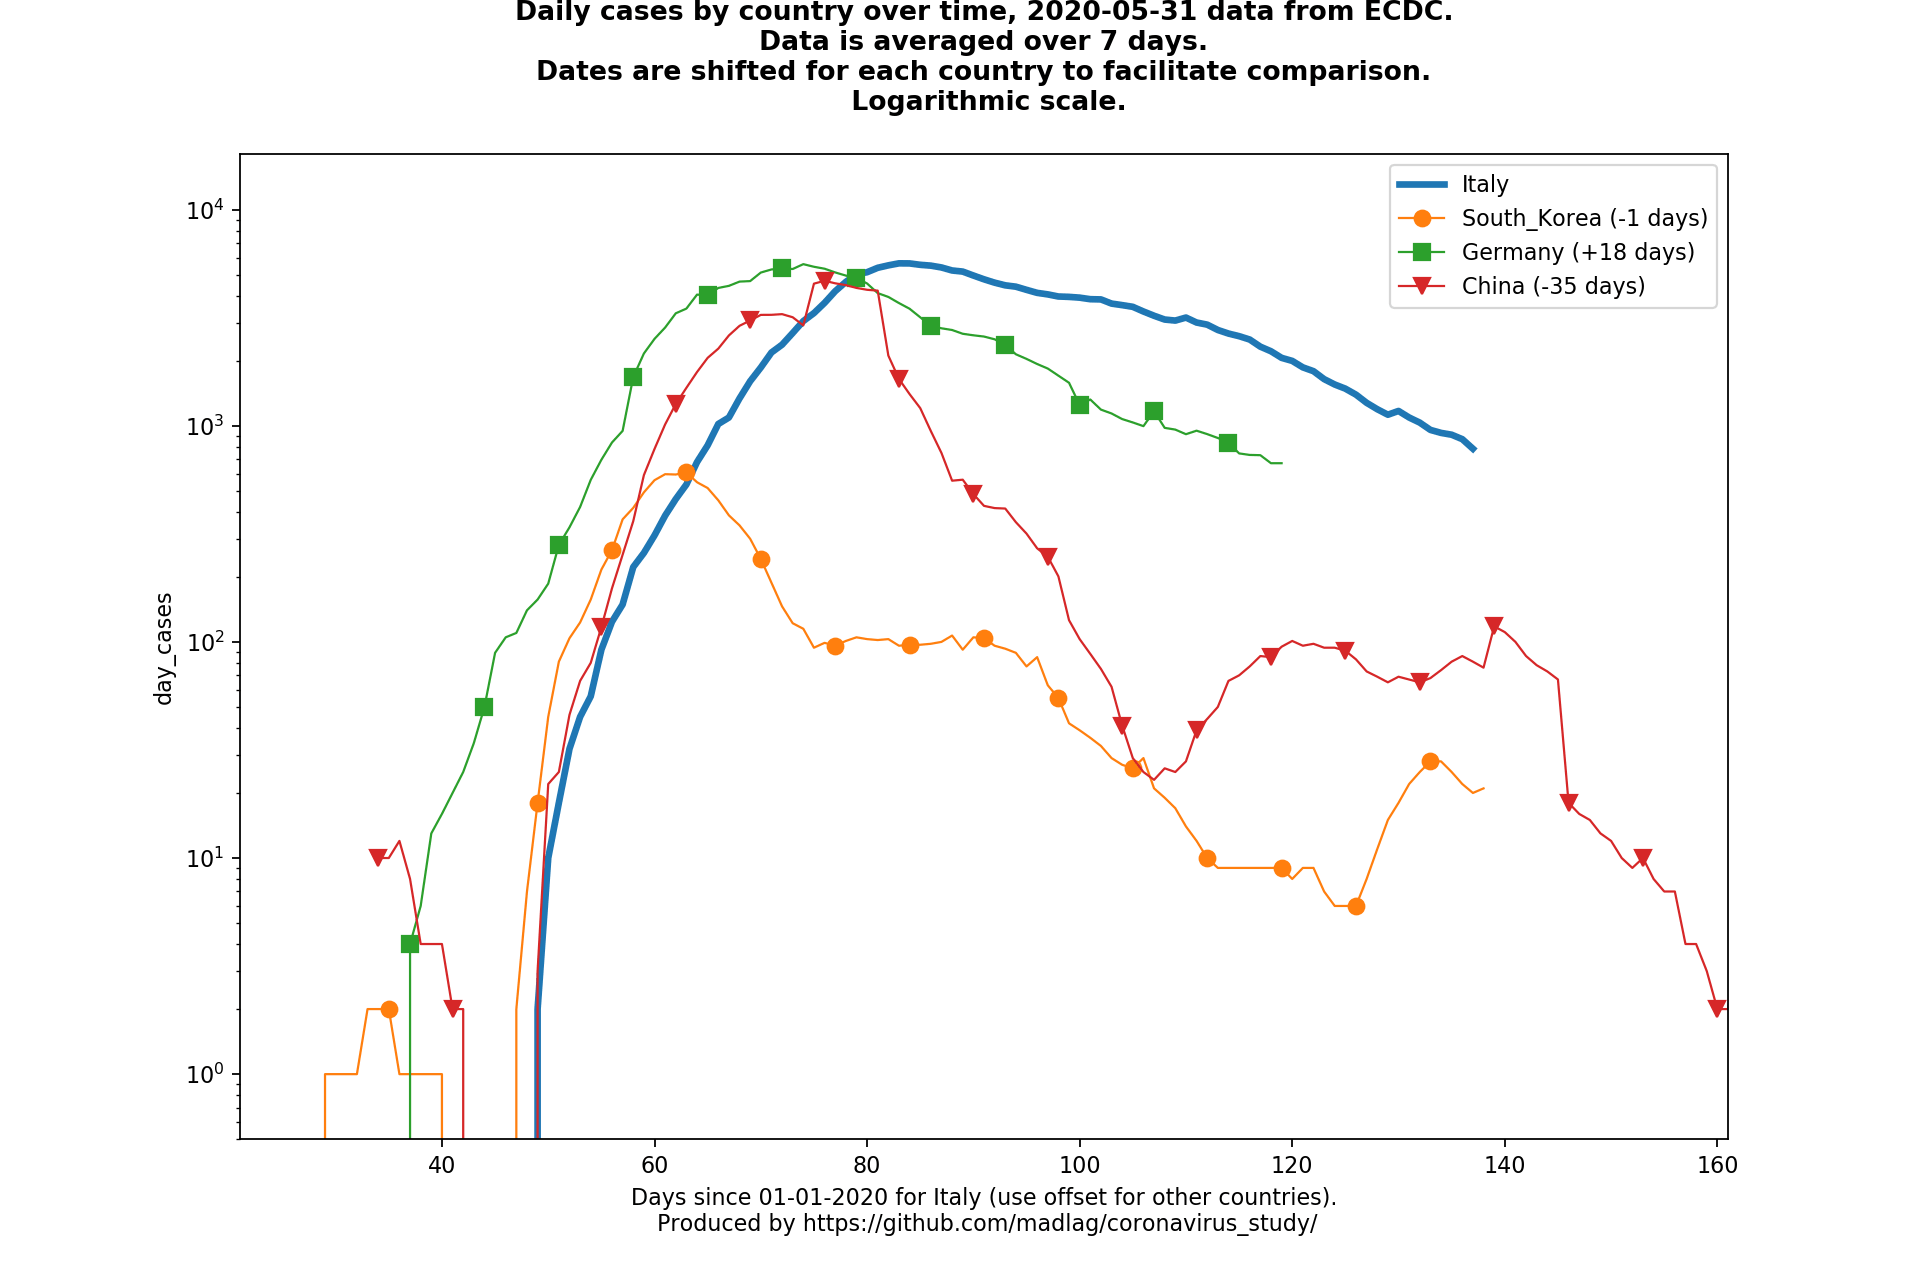 Daily cases by country over time, 2020-05-31 data from ECDC.
Data is averaged over 7 days.
Dates are shifted for each country to facilitate comparison.
Logarithmic scale.
Italy
South_Korea (-1 days)
Germany (+18 days)
China (-35 days)
10⁴
10³
10²
10¹
10⁰
day_cases
40 60 80 100 120 140 160
Days since 01-01-2020 for Italy (use offset for other countries).
Produced by https://github.com/madlag/coronavirus_study/